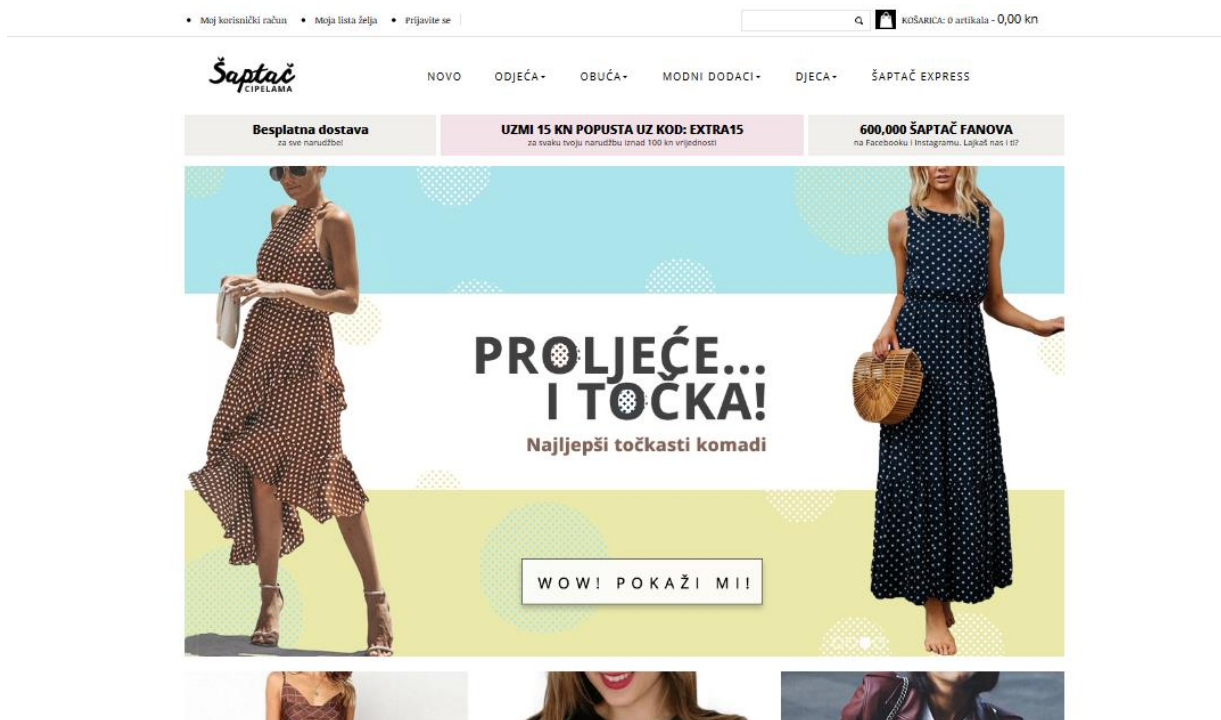 Moj korisnički račun
Moja lista želja
Prijavite se
KOŠARICA: 0 artikala - 0,00 kn
Šaptač
CIPELAMA
NOVO
ODJEĆA
OBUĆA
MODNI DODACI
DJECA
ŠAPTAČ EXPRESS
Besplatna dostava
za sve narudžbe!
UZMI 15 KN POPUSTA UZ KOD: EXTRA15
za svaku tvoju narudžbu iznad 100 kn vrijednosti
600,000 ŠAPTAČ FANOVA
na Facebooku i Instagramu. Lajkaš nas i ti?
PROLJEĆE...
I TOČKA!
Najljepši točkasti komadi
WOW! POKAŽI MI!